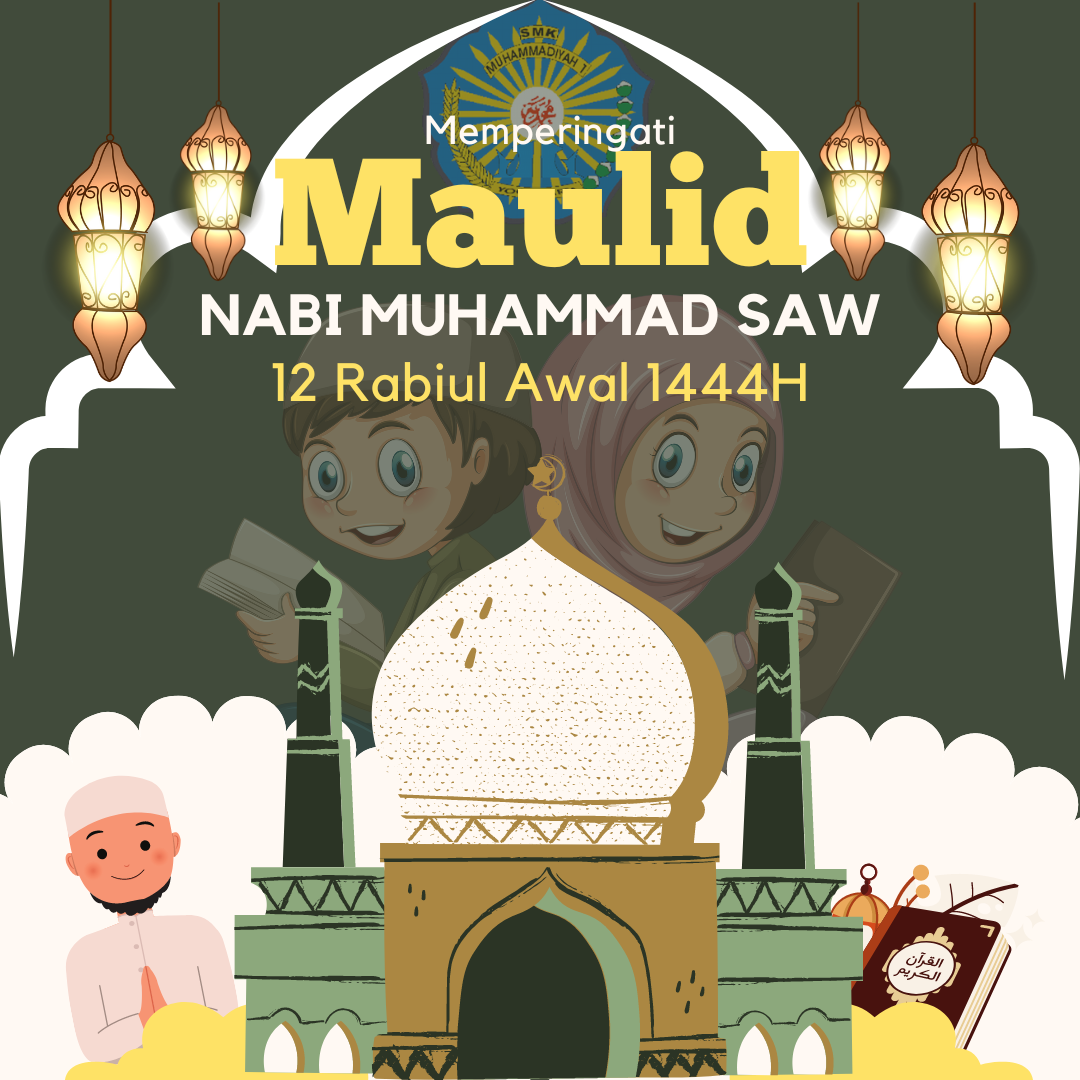 SMK
MUHAMMADIYAH 1
Memperingati
Maulid
NABI MUHAMMAD SAW
12 Rabiul Awal 1444H
القرآن
الكريم